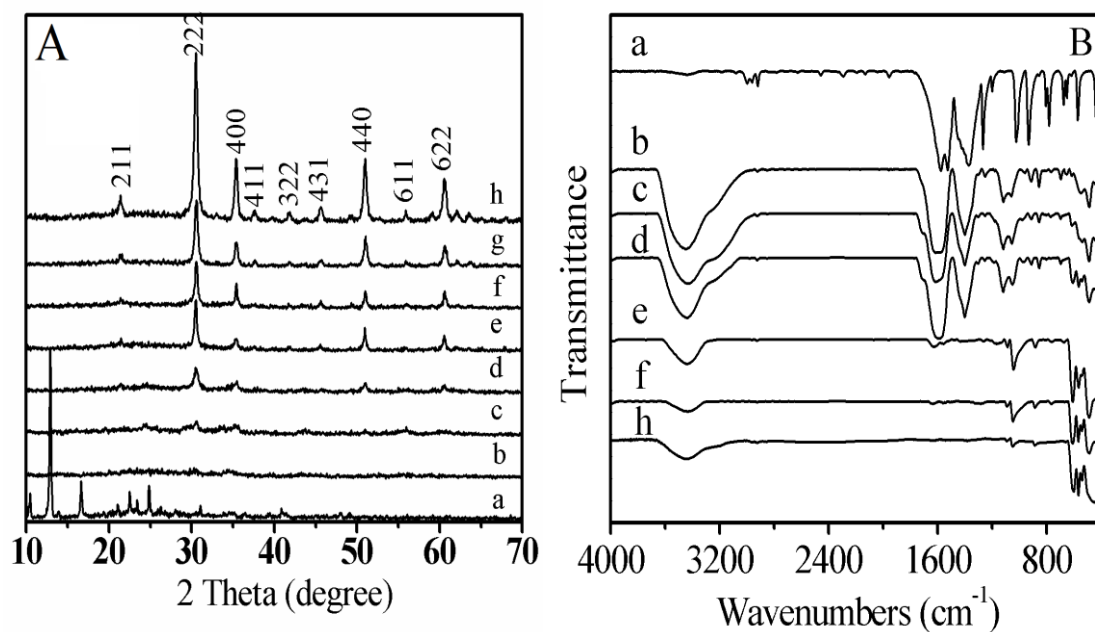 A
222
211
400
411
322
431
440
611
622
h
g
f
e
d
c
b
a
10 20 30 40 50 60 70
2 Theta (degree)
B
a
b
c
d
e
f
h
Transmittance
4000 3200 2400 1600 800
Wavenumbers (cm-1)